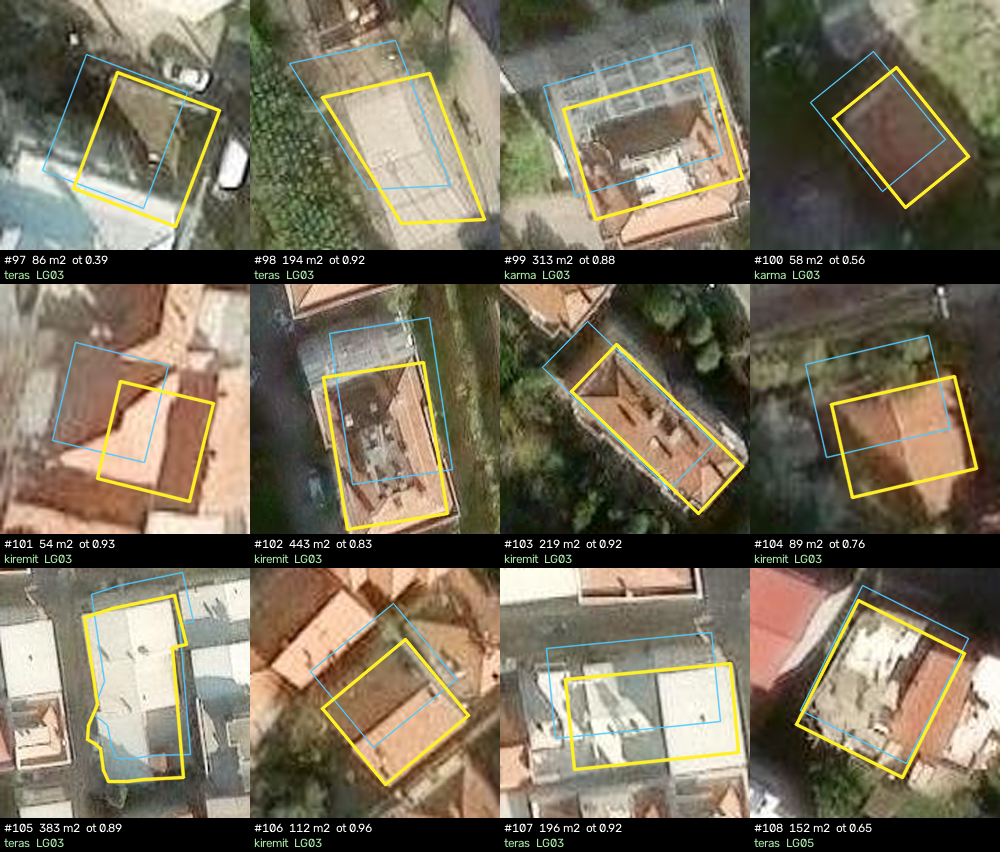 #97 86 m2 ot 0.39
teras LG03
#98 194 m2 ot 0.92
teras LG03
#99 313 m2 ot 0.88
karma LG03
#100 58 m2 ot 0.56
karma LG03
#101 54 m2 ot 0.93
kiremit LG03
#102 443 m2 ot 0.83
kiremit LG03
#103 219 m2 ot 0.92
kiremit LG03
#104 89 m2 ot 0.76
kiremit LG03
#105 383 m2 ot 0.89
teras LG03
#106 112 m2 ot 0.96
kiremit LG03
#107 196 m2 ot 0.92
teras LG03
#108 152 m2 ot 0.65
teras LG05